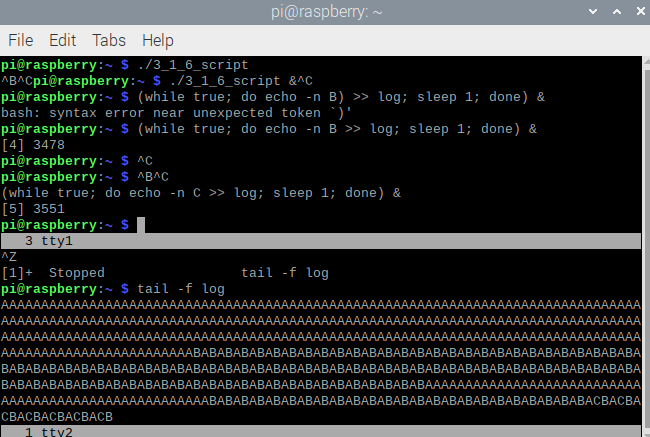 pi@raspberry: ~
File Edit Tabs Help
pi@raspberry:~ $ ./3_1_6_script
^B^Cpi@raspberry:~ $ ./3_1_6_script &^C
pi@raspberry:~ $ (while true; do echo -n B) >> log; sleep 1; done) &
bash: syntax error near unexpected token `)'
pi@raspberry:~ $ (while true; do echo -n B >> log; sleep 1; done) &
[4] 3478
pi@raspberry:~ $ ^C
pi@raspberry:~ $ ^B^C
(while true; do echo -n C >> log; sleep 1; done) &
[5] 3551
pi@raspberry:~ $
3 tty1
^Z
[1]+  Stopped                 tail -f log
pi@raspberry:~ $ tail -f log
AAAAAAAAAAAAAAAAAAAAAAAAAAAAAAAAAAAAAAAAAAAAAAAAAAAAAAAAAAAAAAAAAAAAAAAAAAAAAAAA
AAAAAAAAAAAAAAAAAAAAAAAAAAAAAAAAAAAAAAAAAAAAAAAAAAAAAAAAAAAAAAAAAAAAAAAAAAAAAAAA
AAAAAAAAAAAAAAAAAAAAAAAAAAAAAAAAAAAAAAAAAAAAAAAAAAAAAAAAAAAAAAAAAAAAAAAAAAAAAAAA
AAAAAAAAAAAAAAAAAAAAAAAABABABABABABABABABABABABABABABABABABABABABABABABABABABABA
BABABABABABABABABABABABABABABABABABABABABABABABABABABABABABABABABABABABABABABABA
BABABABABABABABABABABABABABABABABABABABABABABABABABABAAAAAAAAAAAAAAAAAAAAAAAAAAA
AAAAAAAAAAAAAAAAAAAAAABABABABABABABABABABABABABABABABABABABABABABABABABABACBACBA
CBACBACBACBACB
1 tty2